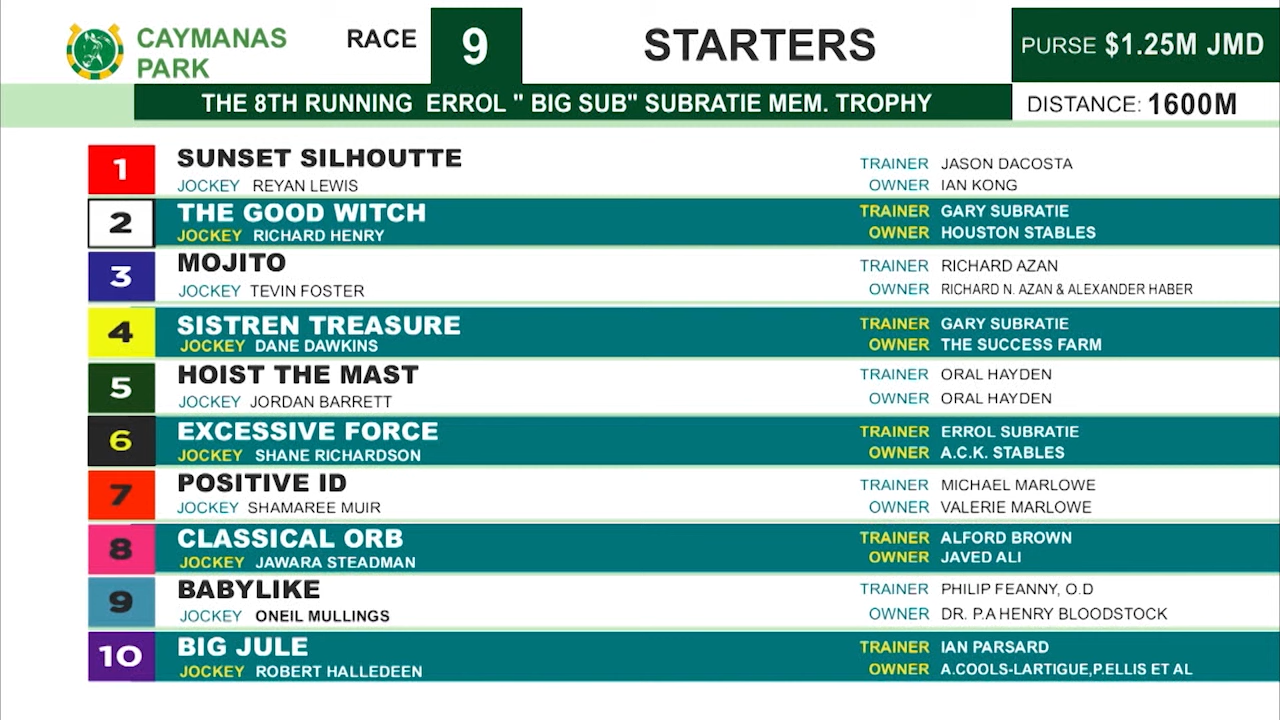 CAYMANAS
PARK
RACE 9 STARTERS PURSE $1.25M JMD
THE 8TH RUNNING ERROL " BIG SUB" SUBRATIE MEM. TROPHY DISTANCE: 1600M
1 SUNSET SILHOUTTE TRAINER JASON DACOSTA
JOCKEY REYAN LEWIS OWNER IAN KONG
2 THE GOOD WITCH TRAINER GARY SUBRATIE
JOCKEY RICHARD HENRY OWNER HOUSTON STABLES
3 MOJITO TRAINER RICHARD AZAN
JOCKEY TEVIN FOSTER OWNER RICHARD N. AZAN & ALEXANDER HABER
4 SISTREN TREASURE TRAINER GARY SUBRATIE
JOCKEY DANE DAWKINS OWNER THE SUCCESS FARM
5 HOIST THE MAST TRAINER ORAL HAYDEN
JOCKEY JORDAN BARRETT OWNER ORAL HAYDEN
6 EXCESSIVE FORCE TRAINER ERROL SUBRATIE
JOCKEY SHANE RICHARDSON OWNER A.C.K. STABLES
7 POSITIVE ID TRAINER MICHAEL MARLOWE
JOCKEY SHAMAREE MUIR OWNER VALERIE MARLOWE
8 CLASSICAL ORB TRAINER ALFORD BROWN
JOCKEY JAWARA STEADMAN OWNER JAVED ALI
9 BABYLIKE TRAINER PHILIP FEANNY, O.D
JOCKEY ONEIL MULLINGS OWNER DR. P.A HENRY BLOODSTOCK
10 BIG JULE TRAINER IAN PARSARD
JOCKEY ROBERT HALLEDEEN OWNER A.COOLS-LARTIGUE,P.ELLIS ET AL